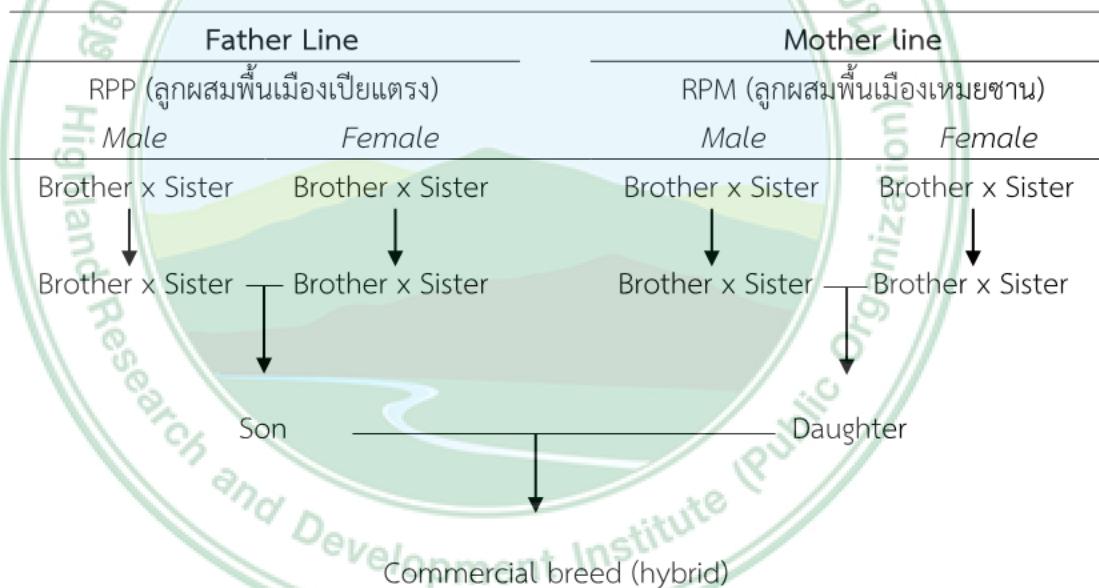 Father Line Mother line
RPP (ลูกผสมพื้นเมืองเปียแตรง) RPM (ลูกผสมพื้นเมืองเหมยซาน)
Male Female Male Female
Brother x Sister Brother x Sister Brother x Sister Brother x Sister
Brother x Sister Brother x Sister Brother x Sister Brother x Sister
Son Daughter
Commercial breed (hybrid)
Highland Research and Development Institute (Public Organization)